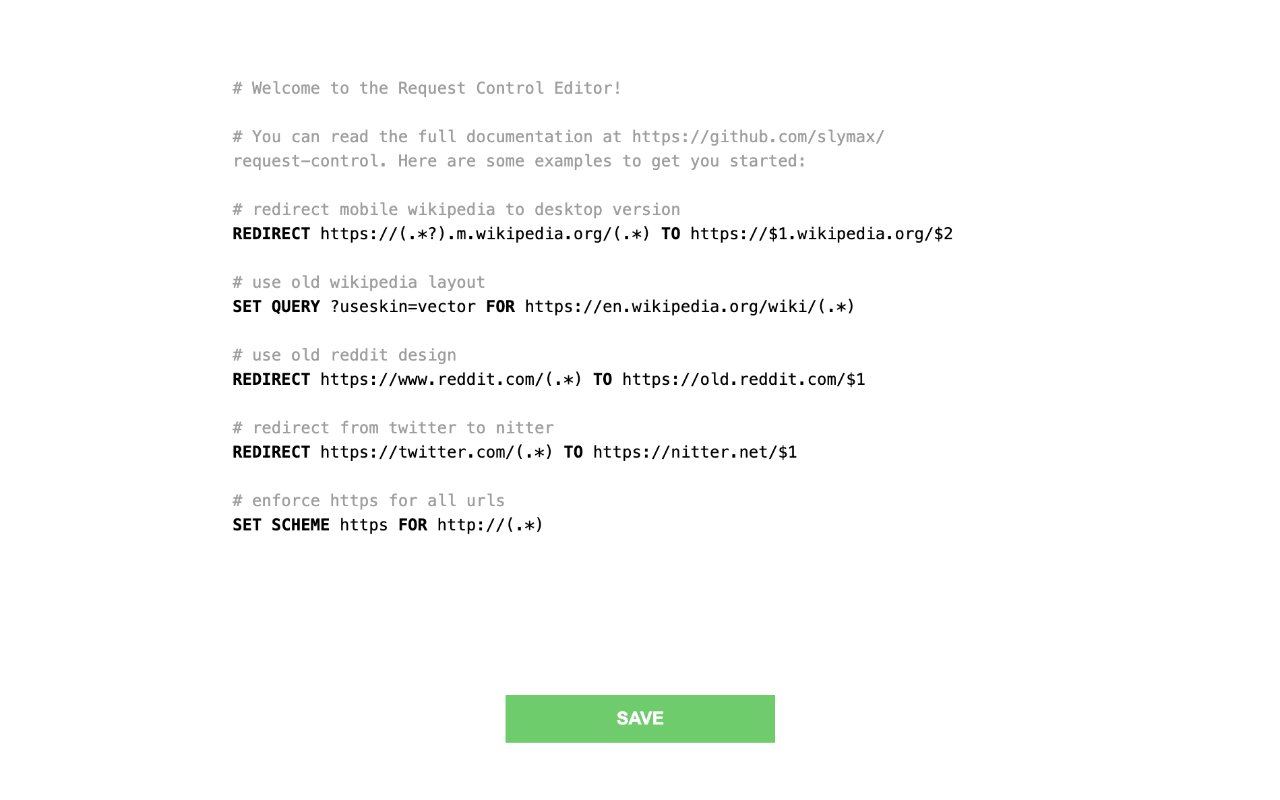 # Welcome to the Request Control Editor!
# You can read the full documentation at https://github.com/slymax/
request-control. Here are some examples to get you started:
# redirect mobile wikipedia to desktop version
REDIRECT https://(.*?).m.wikipedia.org/(.*) TO https://$1.wikipedia.org/$2
# use old wikipedia layout
SET QUERY ?useskin=vector FOR https://en.wikipedia.org/wiki/(.*)
# use old reddit design
REDIRECT https://www.reddit.com/(.*) TO https://old.reddit.com/$1
# redirect from twitter to nitter
REDIRECT https://twitter.com/(.*) TO https://nitter.net/$1
# enforce https for all urls
SET SCHEME https FOR http://(.*)
SAVE